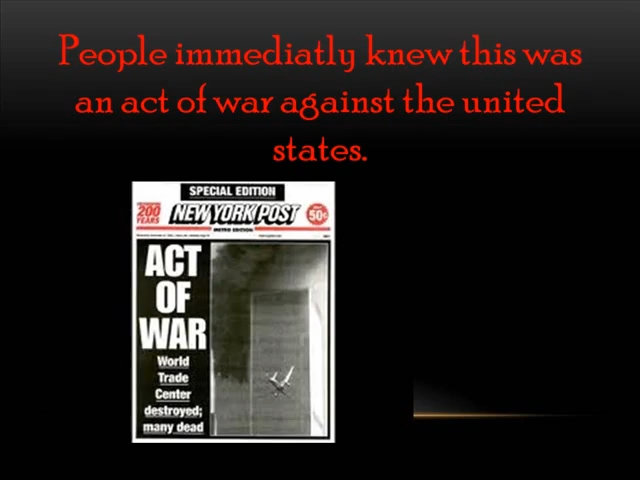 People immediatly knew this was
an act of war against the united
states.
SPECIAL EDITION
200
YEARS
NEW YORK POST
50¢
METRO EDITION
ACT
OF
WAR
World
Trade
Center
destroyed;
many dead